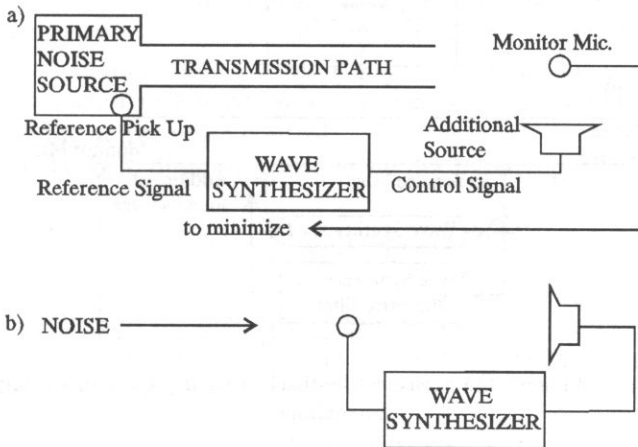 a)
PRIMARY
NOISE
SOURCE
TRANSMISSION PATH
Monitor Mic.
Reference Pick Up
Additional
Source
WAVE
SYNTHESIZER
Reference Signal
Control Signal
to minimize
b) NOISE
WAVE
SYNTHESIZER